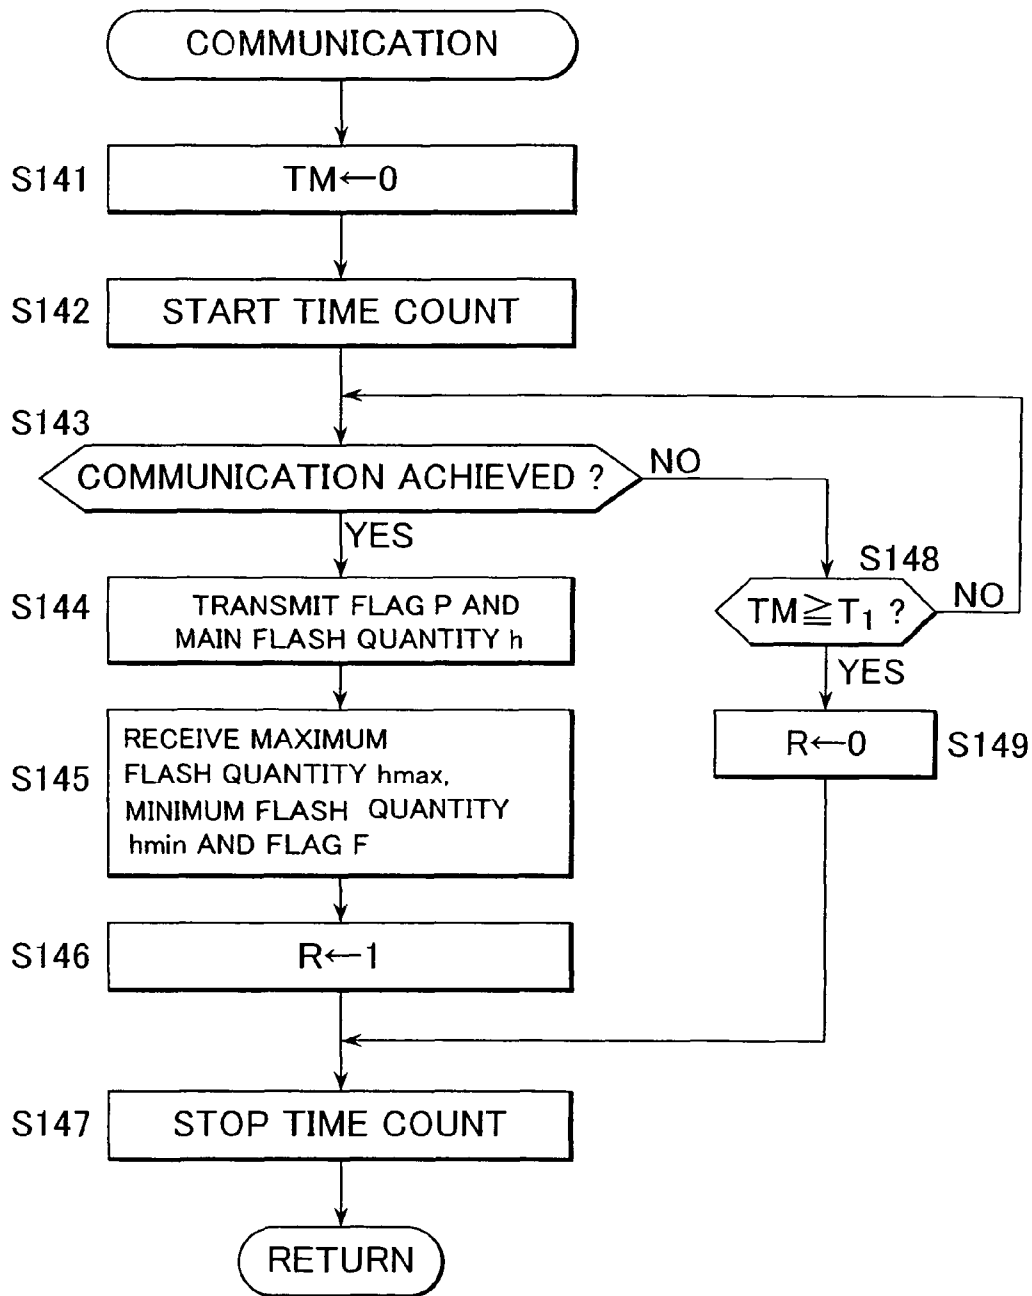 COMMUNICATION
S141
TM←0
S142
START TIME COUNT
S143
COMMUNICATION ACHIEVED ?
NO
YES
S144
TRANSMIT FLAG P AND
MAIN FLASH QUANTITY h
S148
TM≧T1 ?
NO
YES
S145
RECEIVE MAXIMUM
FLASH QUANTITY hmax,
MINIMUM FLASH QUANTITY
hmin AND FLAG F
R←0
S149
S146
R←1
S147
STOP TIME COUNT
RETURN